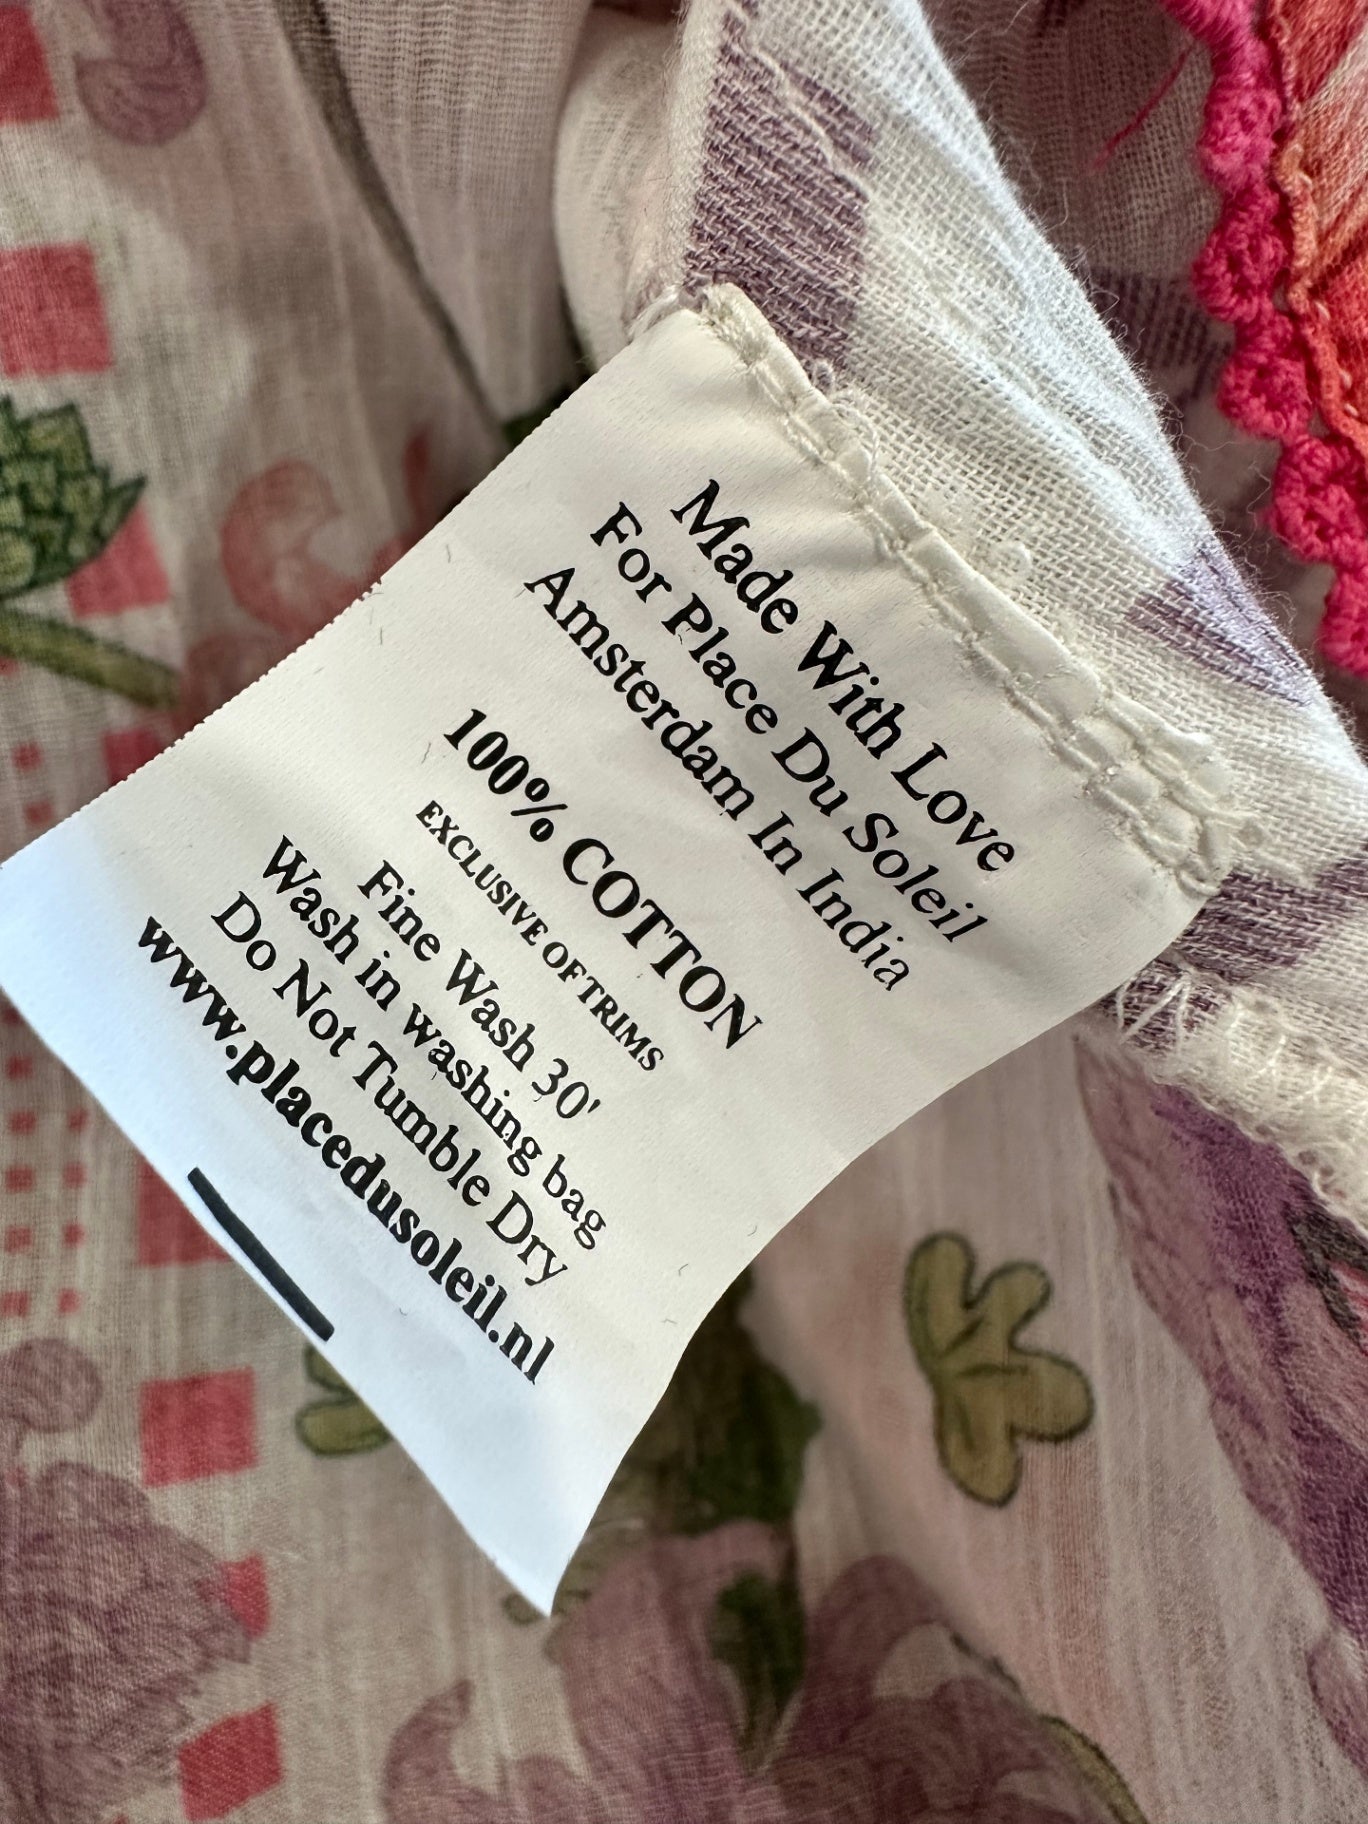 Made With Love
For Place Du Soleil
Amsterdam In India
100% COTTON
EXCLUSIVE OF TRIMS
Fine Wash 30'
Wash in washing bag
Do Not Tumble Dry
www.placedusoleil.nl